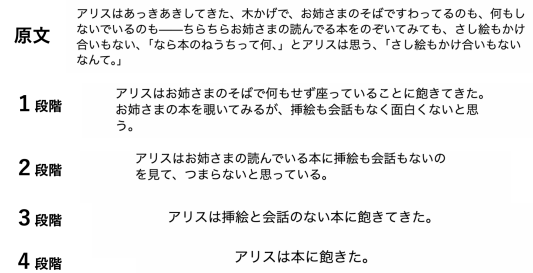 原文
アリスはあっきあきしてきた、木かげで、お姉さまのそばですわってるのも、何もし
ないでいるのも——ちらちらお姉さまの読んでる本をのぞいてみても、さし絵もかけ
合いもない、「なら本のねうちって何、」とアリスは思う、「さし絵もかけ合いもない
なんて。」
1 段階
アリスはお姉さまのそばで何もせず座っていることに飽きてきた。
お姉さまの本を覗いてみるが、挿絵も会話もなく面白くないと思
う。
2 段階
アリスはお姉さまの読んでいる本に挿絵も会話もないの
を見て、つまらないと思っている。
3 段階
アリスは挿絵と会話のない本に飽きてきた。
4 段階
アリスは本に飽きた。